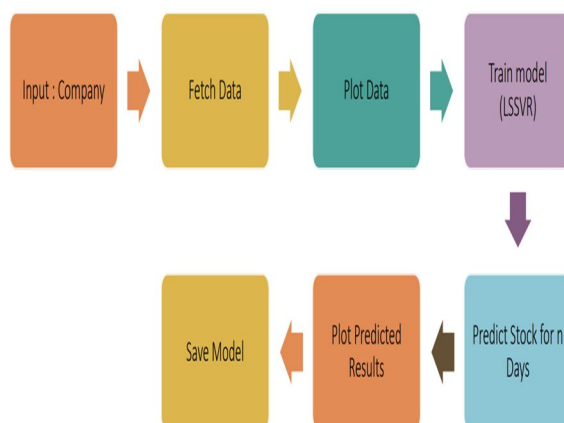 Input : Company
Fetch Data
Plot Data
Train model
(LSSVR)
Save Model
Plot Predicted
Results
Predict Stock for n
Days